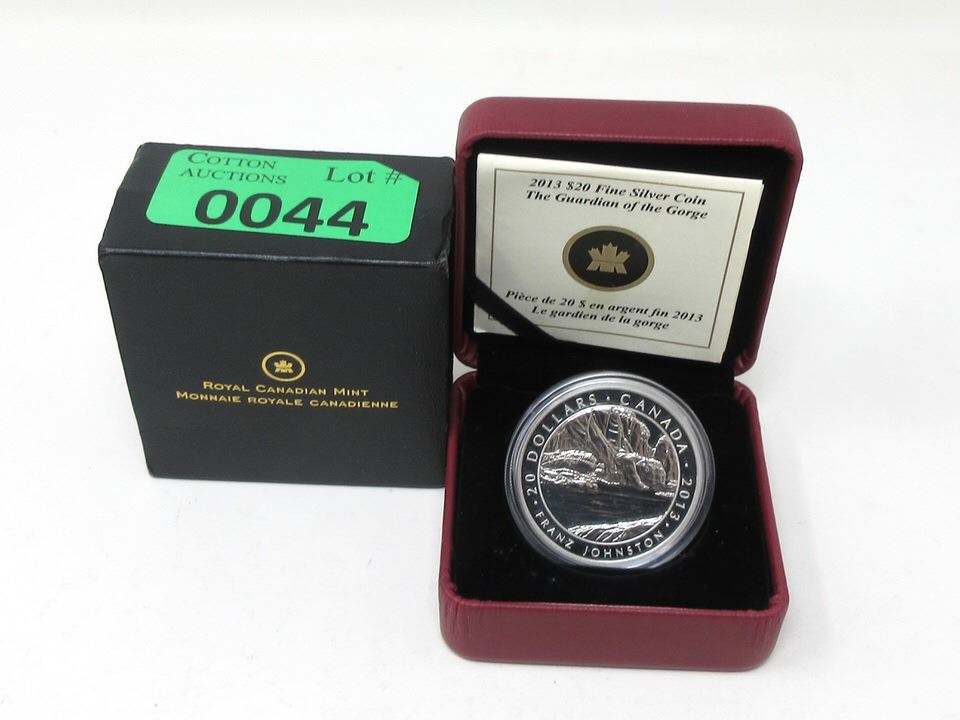 COTTON
AUCTIONS
Lot #
0044
ROYAL CANADIAN MINT
MONNAIE ROYALE CANADIENNE
2013 $20 Fine Silver Coin
The Guardian of the Gorge
Pièce de 20 $ en argent fin 2013
Le gardien de la gorge
20 DOLLARS · CANADA · 2013 ·
FRANZ JOHNSTON ·